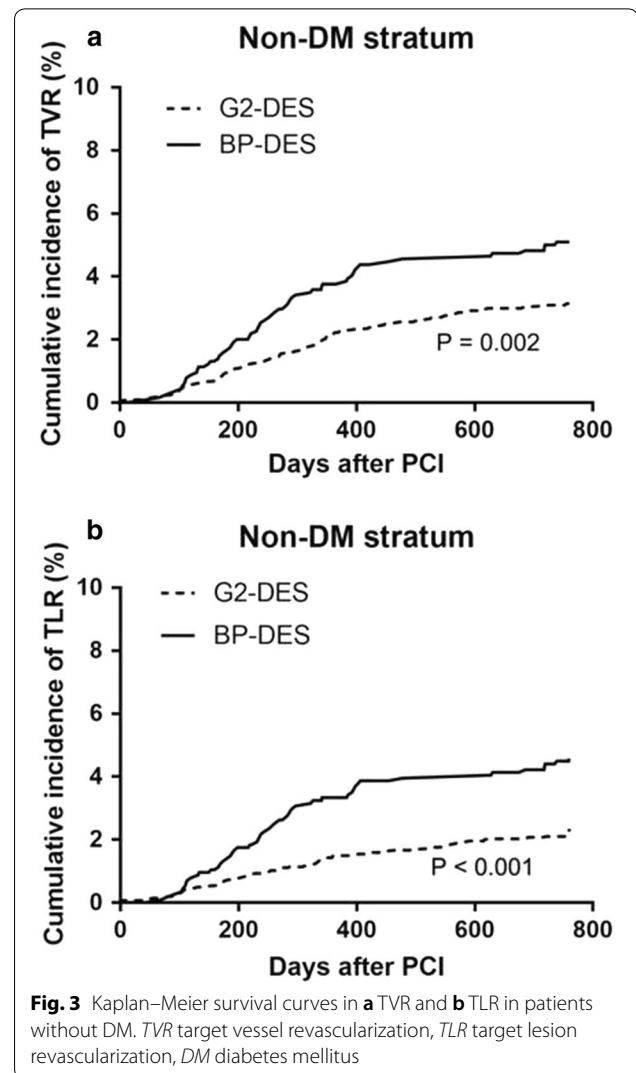 a
Non-DM stratum
Cumulative incidence of TVR (%)
10
8
6
4
2
0
G2-DES
BP-DES
P = 0.002
0 200 400 600 800
Days after PCI
b
Non-DM stratum
Cumulative incidence of TLR (%)
10
8
6
4
2
0
G2-DES
BP-DES
P < 0.001
0 200 400 600 800
Days after PCI
Fig. 3 Kaplan–Meier survival curves in a TVR and b TLR in patients
without DM. TVR target vessel revascularization, TLR target lesion
revascularization, DM diabetes mellitus